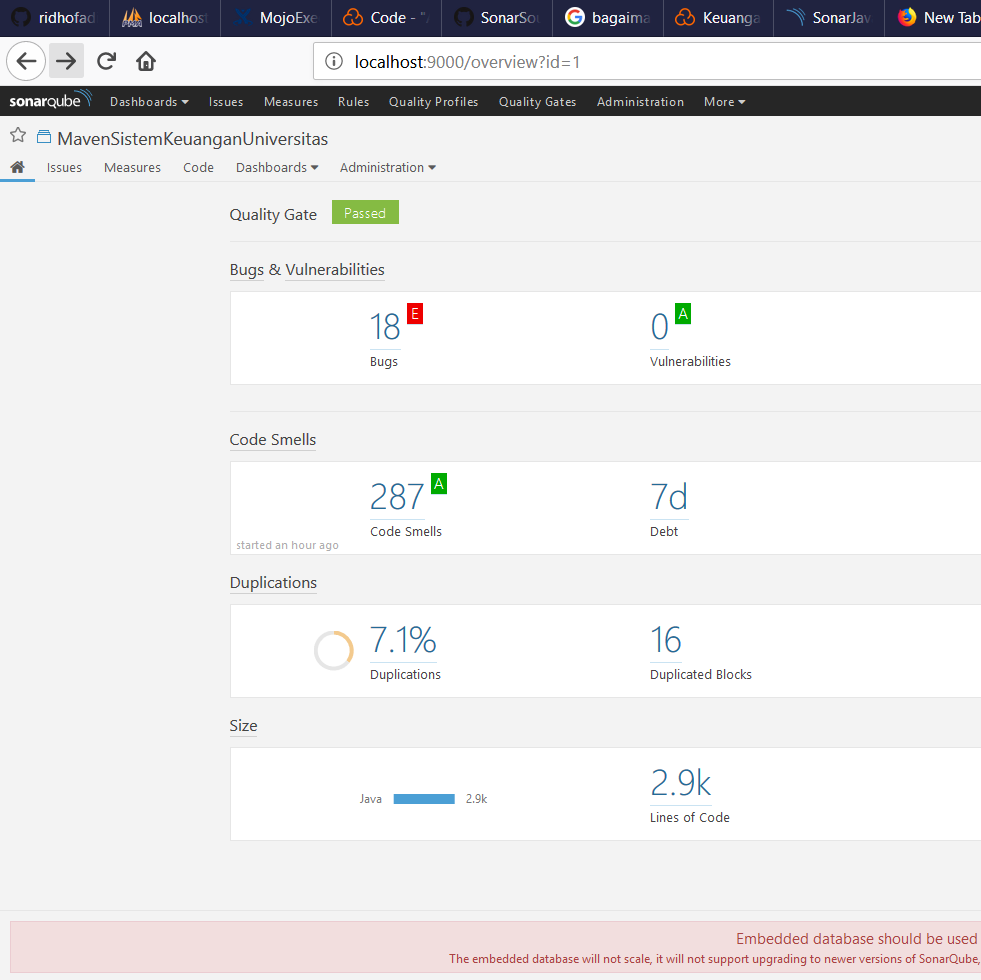 ridhofad localhost MojoExe Code - "A SonarSou bagaima Keuanga SonarJav New Tab
localhost:9000/overview?id=1
sonarqube Dashboards Issues Measures Rules Quality Profiles Quality Gates Administration More
MavenSistemKeuanganUniversitas
Issues Measures Code Dashboards Administration
Quality Gate Passed
Bugs & Vulnerabilities
18 E 0 A
Bugs Vulnerabilities
Code Smells
287 A 7d
Code Smells Debt
started an hour ago
Duplications
7.1% 16
Duplications Duplicated Blocks
Size
2.9k
Java 2.9k
Lines of Code
Embedded database should be used
The embedded database will not scale, it will not support upgrading to newer versions of SonarQube,